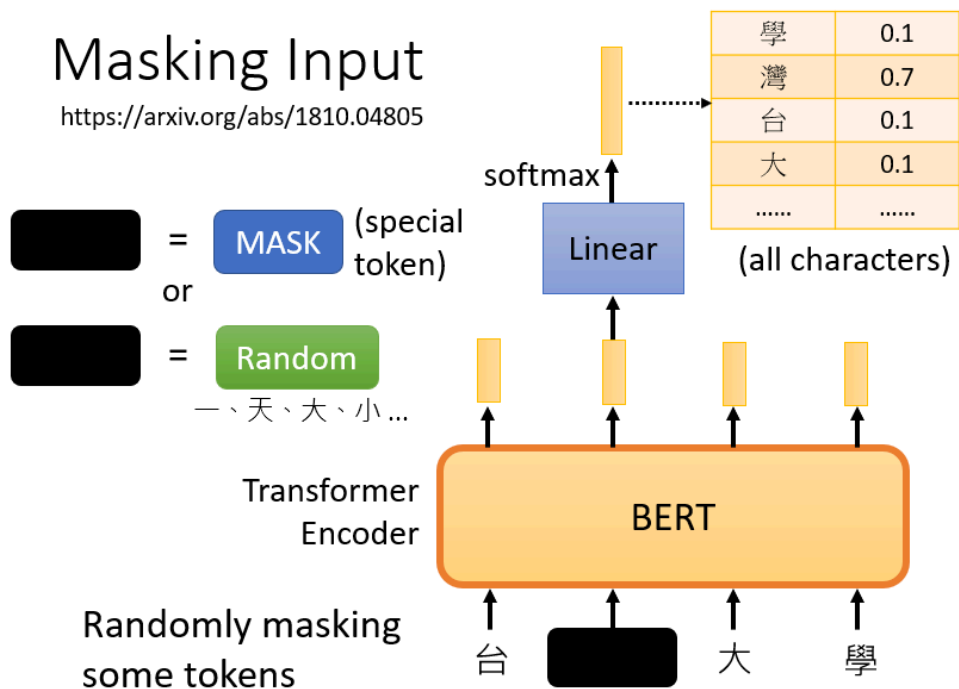 Masking Input
https://arxiv.org/abs/1810.04805
= MASK (special token)
or
= Random
一、天、大、小 ...
Transformer
Encoder
Randomly masking
some tokens
softmax
Linear
BERT
台 大 學
學 0.1
灣 0.7
台 0.1
大 0.1
...... ......
(all characters)